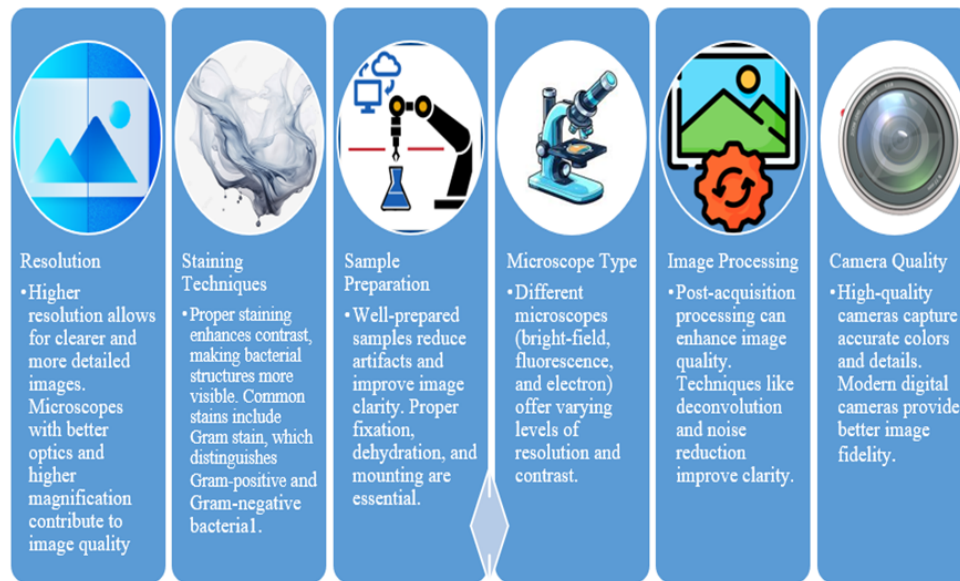 Resolution
•Higher
resolution allows
for clearer and
more detailed
images.
Microscopes
with better
optics and
higher
magnification
contribute to
image quality
Staining
Techniques
•Proper staining
enhances contrast,
making bacterial
structures more
visible. Common
stains include
Gram stain, which
distinguishes
Gram-positive and
Gram-negative
bacteria1.
Sample
Preparation
•Well-prepared
samples reduce
artifacts and
improve image
clarity. Proper
fixation,
dehydration, and
mounting are
essential.
Microscope Type
•Different
microscopes
(bright-field,
fluorescence,
and electron)
offer varying
levels of
resolution and
contrast.
Image Processing
•Post-acquisition
processing can
enhance image
quality.
Techniques like
deconvolution
and noise
reduction
improve clarity.
Camera Quality
•High-quality
cameras capture
accurate colors
and details.
Modern digital
cameras provide
better image
fidelity.